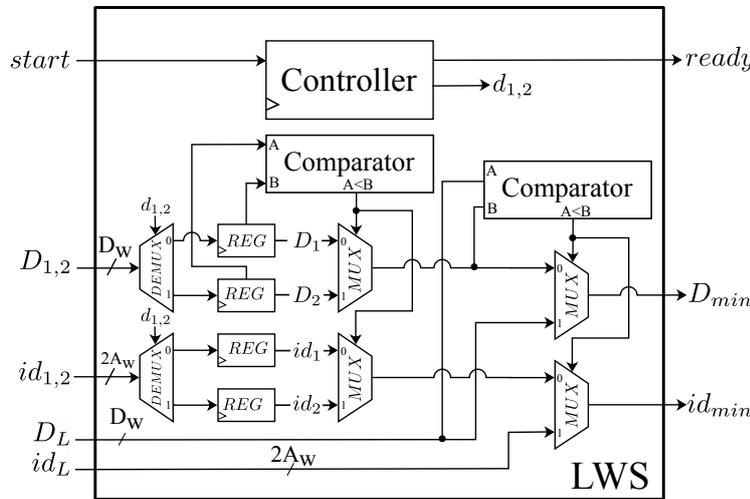 start
Controller
ready
d1,2
A
B
Comparator
A<B
A
B
Comparator
A<B
d1,2
D1,2
DW
DEMUX
0
1
REG
D1
REG
D2
0
1
MUX
0
1
MUX
Dmin
d1,2
id1,2
2AW
DEMUX
0
1
REG
id1
REG
id2
0
1
MUX
0
1
MUX
idmin
DL
DW
idL
2AW
LWS